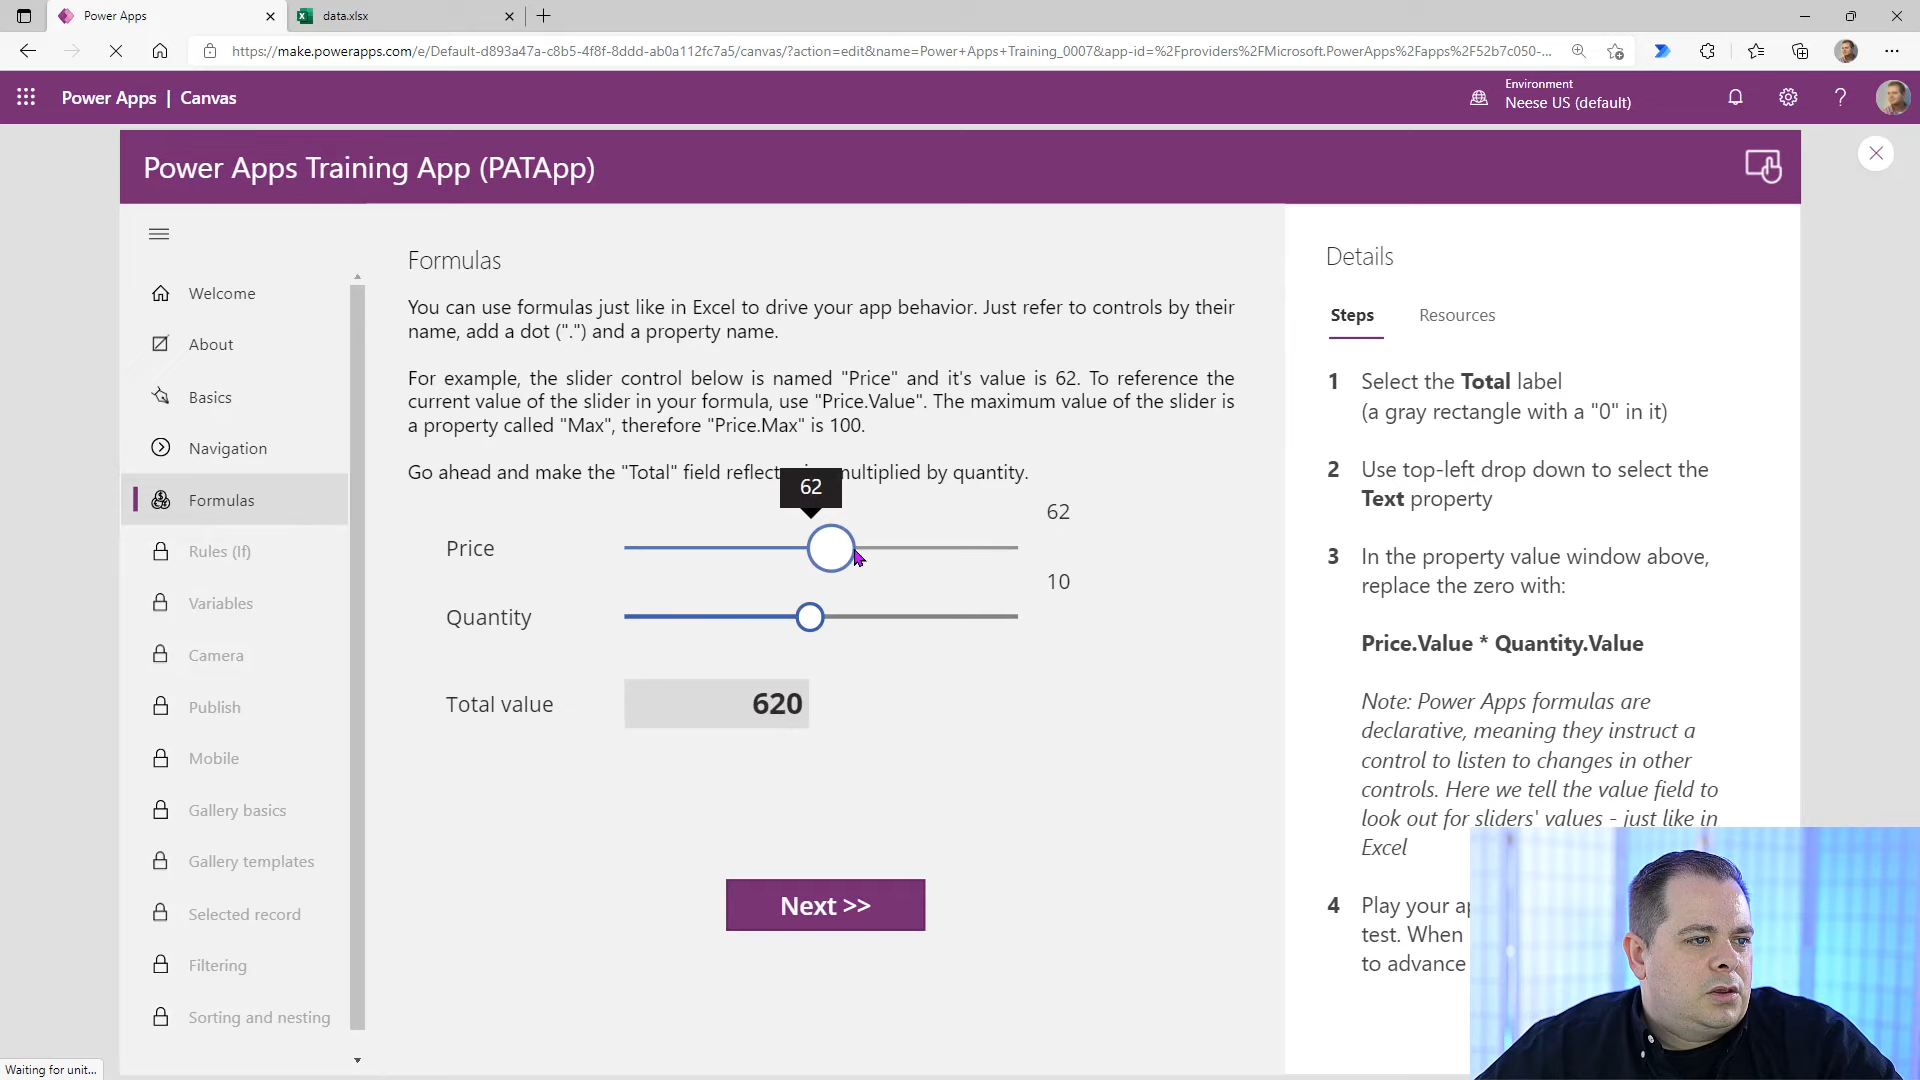 Power Apps
data.xlsx
https://make.powerapps.com/e/Default-d893a47a-c8b5-4f8f-8ddd-ab0a112fc7a5/canvas/?action=edit&name=Power+Apps+Training_0007&app-id=%2Fproviders%2FMicrosoft.PowerApps%2Fapps%2F52b7c050-...
Power Apps | Canvas
Environment
Neese US (default)
Power Apps Training App (PATApp)
Welcome
About
Basics
Navigation
Formulas
Rules (If)
Variables
Camera
Publish
Mobile
Gallery basics
Gallery templates
Selected record
Filtering
Sorting and nesting
Formulas
You can use formulas just like in Excel to drive your app behavior. Just refer to controls by their
name, add a dot (".") and a property name.
For example, the slider control below is named "Price" and it's value is 62. To reference the
current value of the slider in your formula, use "Price.Value". The maximum value of the slider is
a property called "Max", therefore "Price.Max" is 100.
Go ahead and make the "Total" field reflect multiplied by quantity.
62
62
Price
10
Quantity
Total value
620
Next >>
Details
Steps Resources
1 Select the Total label
(a gray rectangle with a "0" in it)
2 Use top-left drop down to select the
Text property
3 In the property value window above,
replace the zero with:
Price.Value * Quantity.Value
Note: Power Apps formulas are
declarative, meaning they instruct a
control to listen to changes in other
controls. Here we tell the value field to
look out for sliders' values - just like in
Excel
4 Play your
test. When
to advance
Waiting for unit...